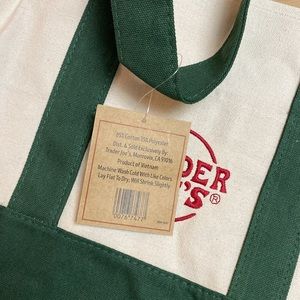 85% Cotton 15% Polyester
Dist. & Sold Exclusively By:
Trader Joe's, Monrovia, CA 91016
Product of Vietnam
Machine Wash Cold With Like Colors
Lay Flat To Dry, Will Shrink Slightly
DER
'S®